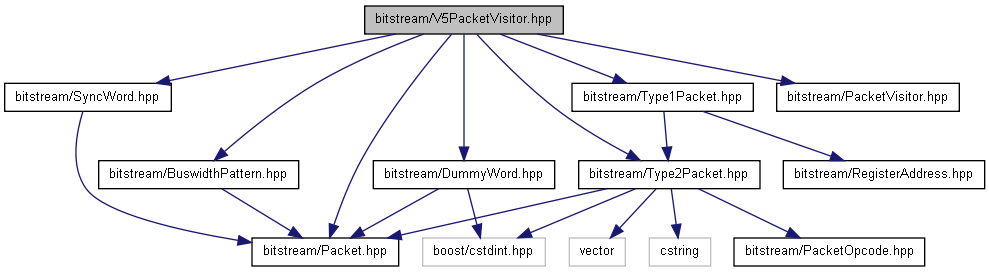 bitstream/V5PacketVisitor.hpp
bitstream/SyncWord.hpp
bitstream/Type1Packet.hpp
bitstream/PacketVisitor.hpp
bitstream/BuswidthPattern.hpp
bitstream/DummyWord.hpp
bitstream/Type2Packet.hpp
bitstream/RegisterAddress.hpp
bitstream/Packet.hpp
boost/cstdint.hpp
vector
cstring
bitstream/PacketOpcode.hpp